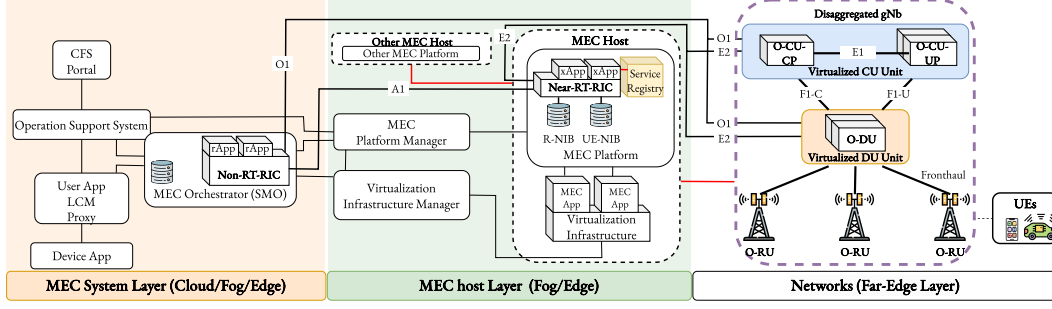 CFS
Portal
Operation Support System
User App
LCM
Proxy
Device App
rApp
rApp
Non-RT-RIC
MEC Orchestrator (SMO)
O1
A1
E2
Other MEC Host
Other MEC Platform
MEC
Platform Manager
Virtualization
Infrastructure Manager
MEC Host
xApp
xApp
Near-RT-RIC
Service
Registry
R-NIB
UE-NIB
MEC Platform
MEC
App
MEC
App
Virtualization
Infrastructure
Disaggregated gNb
O1
E2
O-CU-
CP
E1
O-CU-
UP
Virtualized CU Unit
F1-C
F1-U
O1
E2
O-DU
Virtualized DU Unit
Fronthaul
O-RU
O-RU
O-RU
UEs
MEC System Layer (Cloud/Fog/Edge)
MEC host Layer (Fog/Edge)
Networks (Far-Edge Layer)